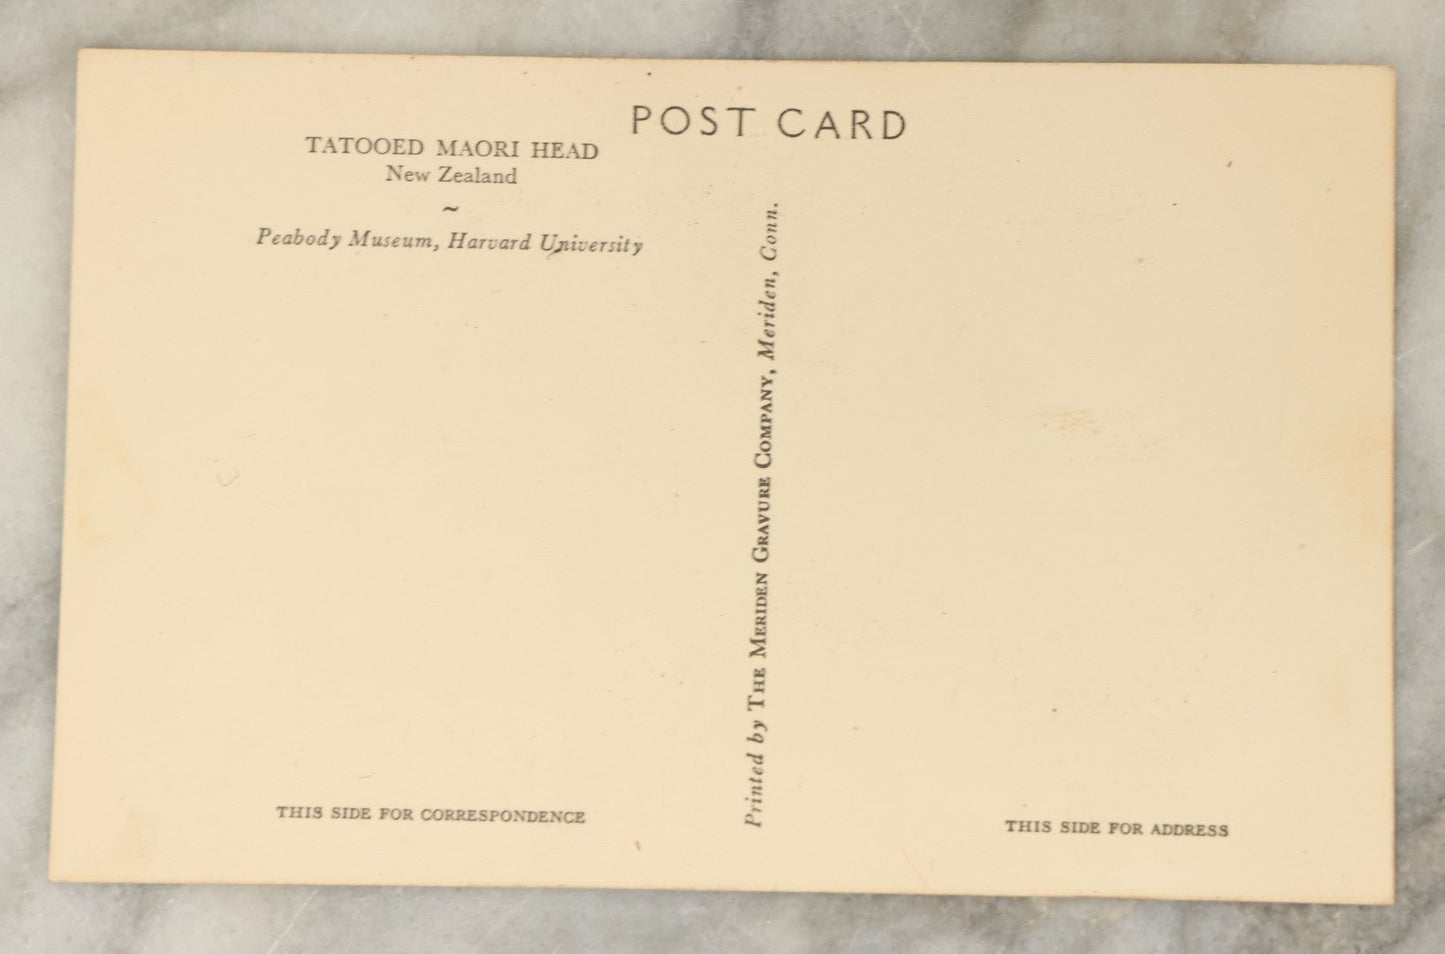 POST CARD
TATOOED MAORI HEAD
New Zealand
~
Peabody Museum, Harvard University
Printed by THE MERIDEN GRAVURE COMPANY, Meriden, Conn.
THIS SIDE FOR CORRESPONDENCE
THIS SIDE FOR ADDRESS